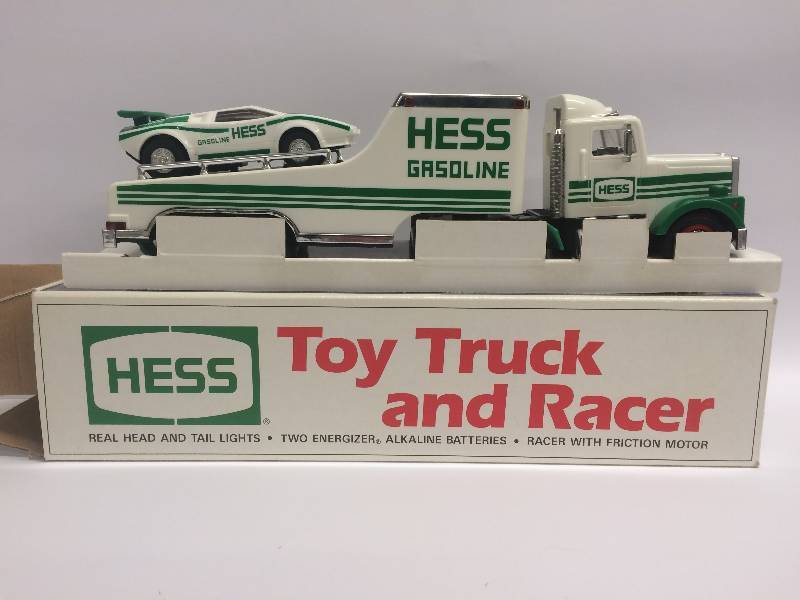 GASOLINE HESS
HESS
GASOLINE
HESS
HESS®
Toy Truck
and Racer
REAL HEAD AND TAIL LIGHTS • TWO ENERGIZER® ALKALINE BATTERIES • RACER WITH FRICTION MOTOR